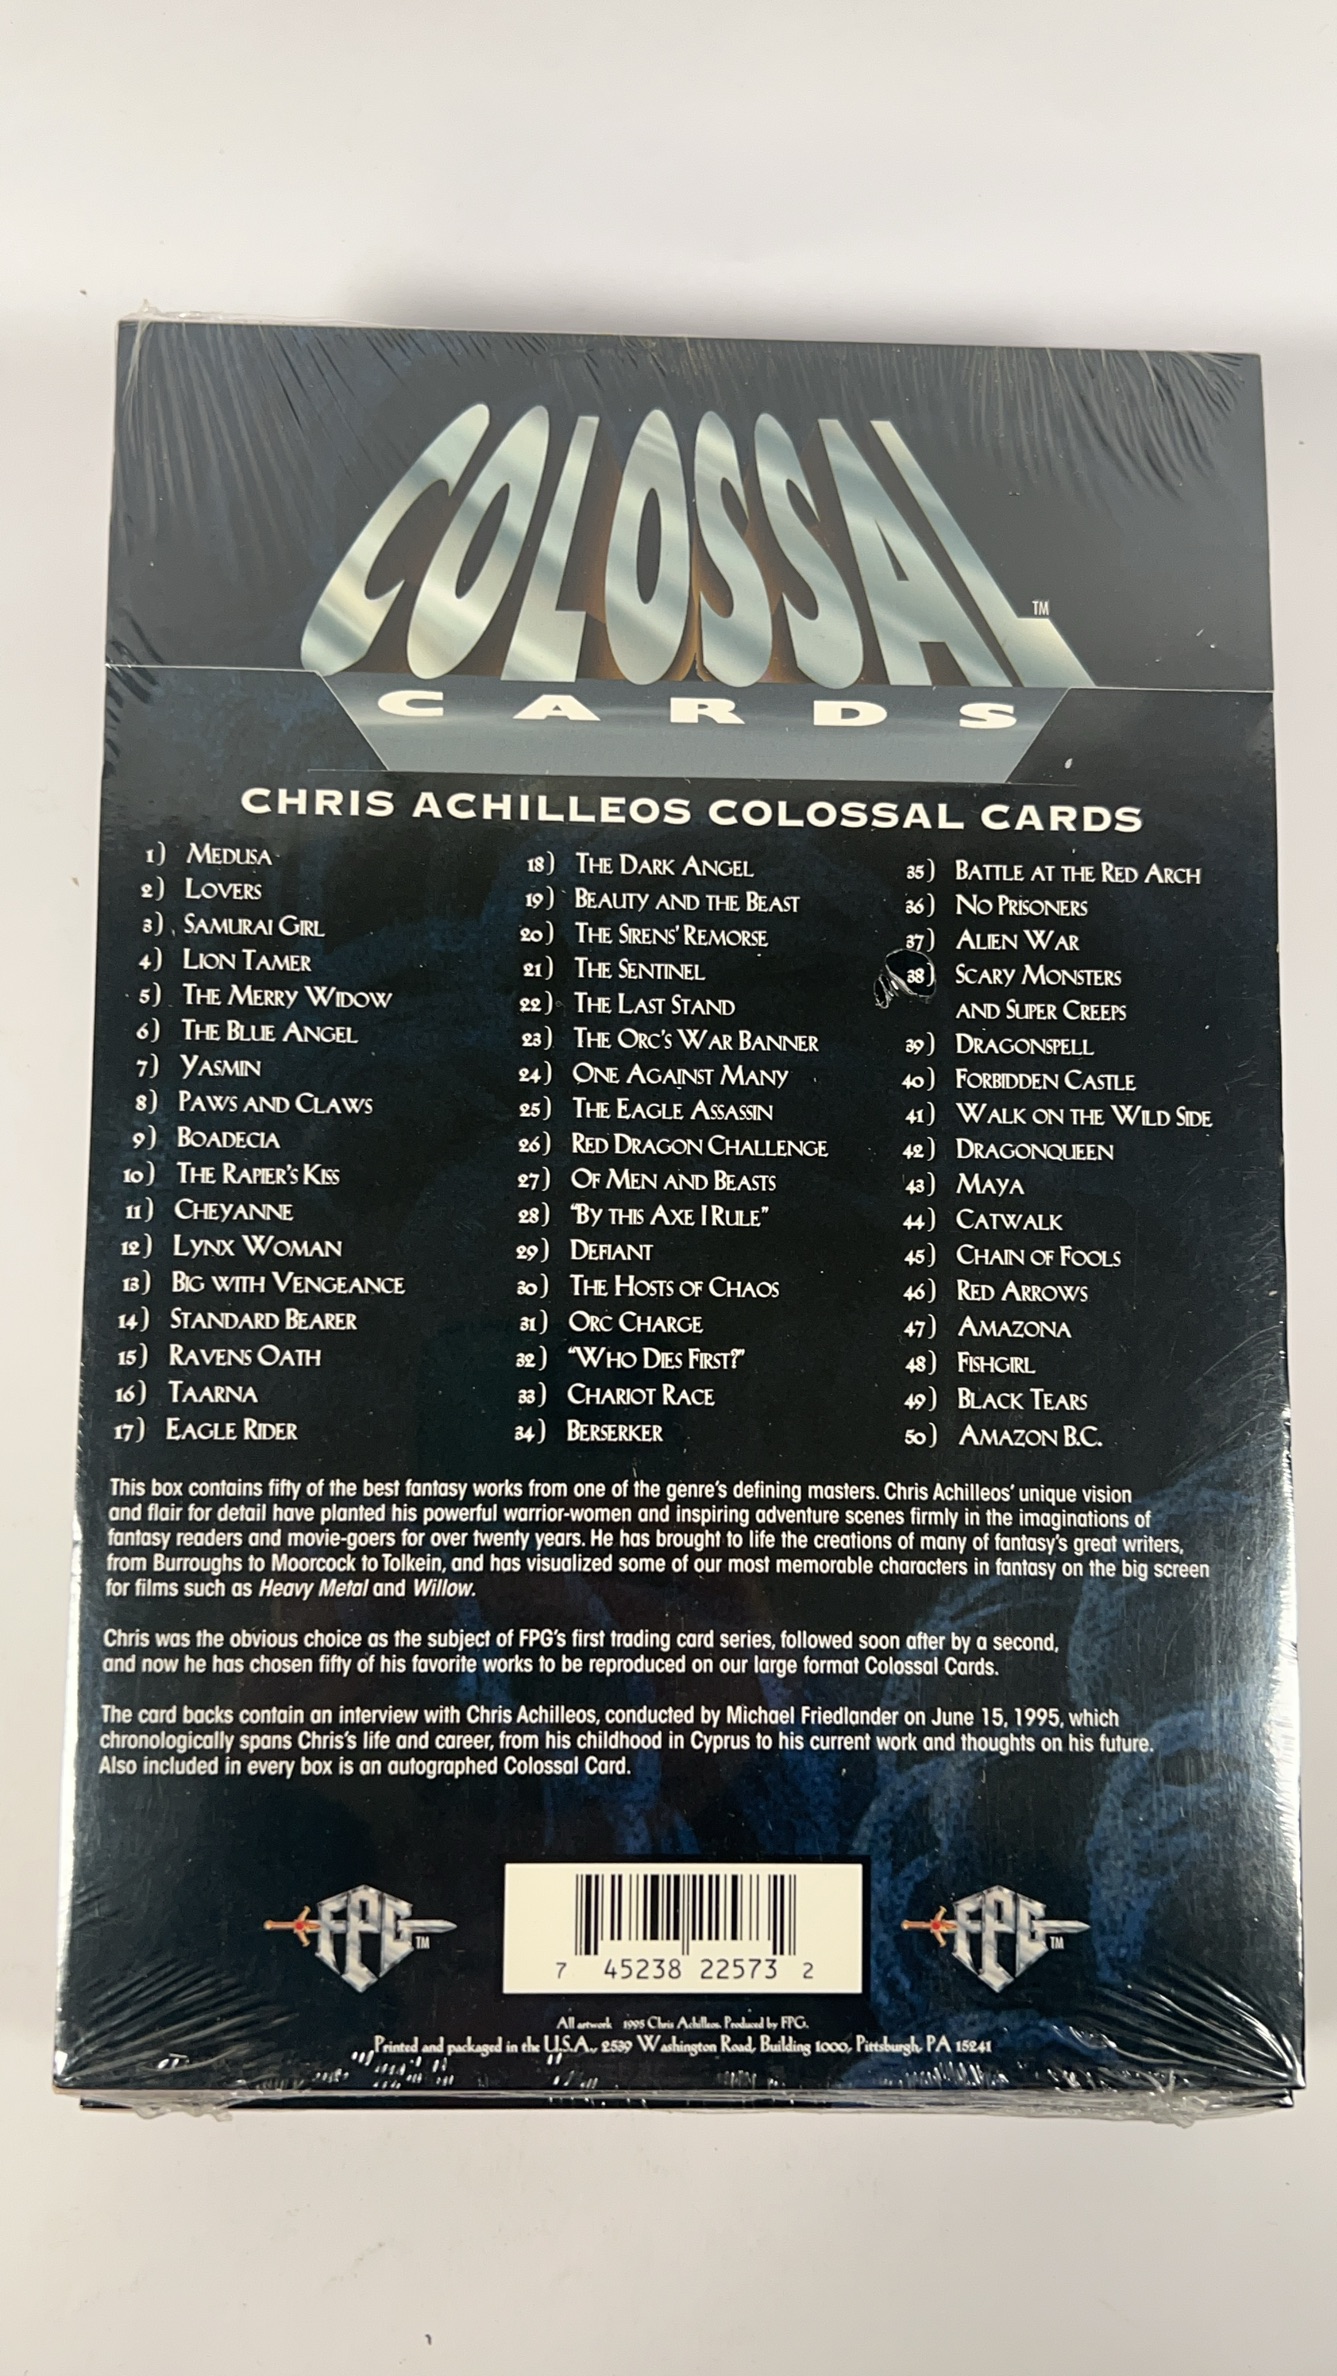 COLOSSAL™
CARDS
CHRIS ACHILLEOS COLOSSAL CARDS
1) MEDUSA
2) LOVERS
3) SAMURAI GIRL
4) LION TAMER
5) THE MERRY WIDOW
6) THE BLUE ANGEL
7) YASMIN
8) PAWS AND CLAWS
9) BOADECIA
10) THE RAPIER'S KISS
11) CHEYANNE
12) LYNX WOMAN
13) BIG WITH VENGEANCE
14) STANDARD BEARER
15) RAVENS OATH
16) TAARNA
17) EAGLE RIDER
18) THE DARK ANGEL
19) BEAUTY AND THE BEAST
20) THE SIRENS' REMORSE
21) THE SENTINEL
22) THE LAST STAND
23) THE ORC'S WAR BANNER
24) ONE AGAINST MANY
25) THE EAGLE ASSASSIN
26) RED DRAGON CHALLENGE
27) OF MEN AND BEASTS
28) "BY THIS AXE I RULE"
29) DEFIANT
30) THE HOSTS OF CHAOS
31) ORC CHARGE
32) "WHO DIES FIRST?"
33) CHARIOT RACE
34) BERSERKER
35) BATTLE AT THE RED ARCH
36) NO PRISONERS
37) ALIEN WAR
38) SCARY MONSTERS
AND SUPER CREEPS
39) DRAGONSPELL
40) FORBIDDEN CASTLE
41) WALK ON THE WILD SIDE
42) DRAGONQUEEN
43) MAYA
44) CATWALK
45) CHAIN OF FOOLS
46) RED ARROWS
47) AMAZONA
48) FISHGIRL
49) BLACK TEARS
50) AMAZON B.C.
This box contains fifty of the best fantasy works from one of the genre's defining masters. Chris Achilleos' unique vision
and flair for detail have planted his powerful warrior-women and inspiring adventure scenes firmly in the imaginations of
fantasy readers and movie-goers for over twenty years. He has brought to life the creations of many of fantasy's great writers,
from Burroughs to Moorcock to Tolkein, and has visualized some of our most memorable characters in fantasy on the big screen
for films such as Heavy Metal and Willow.
Chris was the obvious choice as the subject of FPG's first trading card series, followed soon after by a second,
and now he has chosen fifty of his favorite works to be reproduced on our large format Colossal Cards.
The card backs contain an interview with Chris Achilleos, conducted by Michael Friedlander on June 15, 1995, which
chronologically spans Chris's life and career, from his childhood in Cyprus to his current work and thoughts on his future.
Also included in every box is an autographed Colossal Card.
FPG™
7 45238 22573 2
FPG™
All artwork 1995 Chris Achilleos. Produced by FPG.
Printed and packaged in the U.S.A., 2539 Washington Road, Building 1000, Pittsburgh, PA 15241